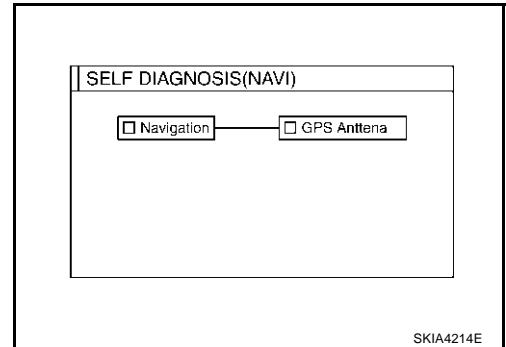 SELF DIAGNOSIS(NAVI)
Navigation
GPS Anttena
SKIA4214E